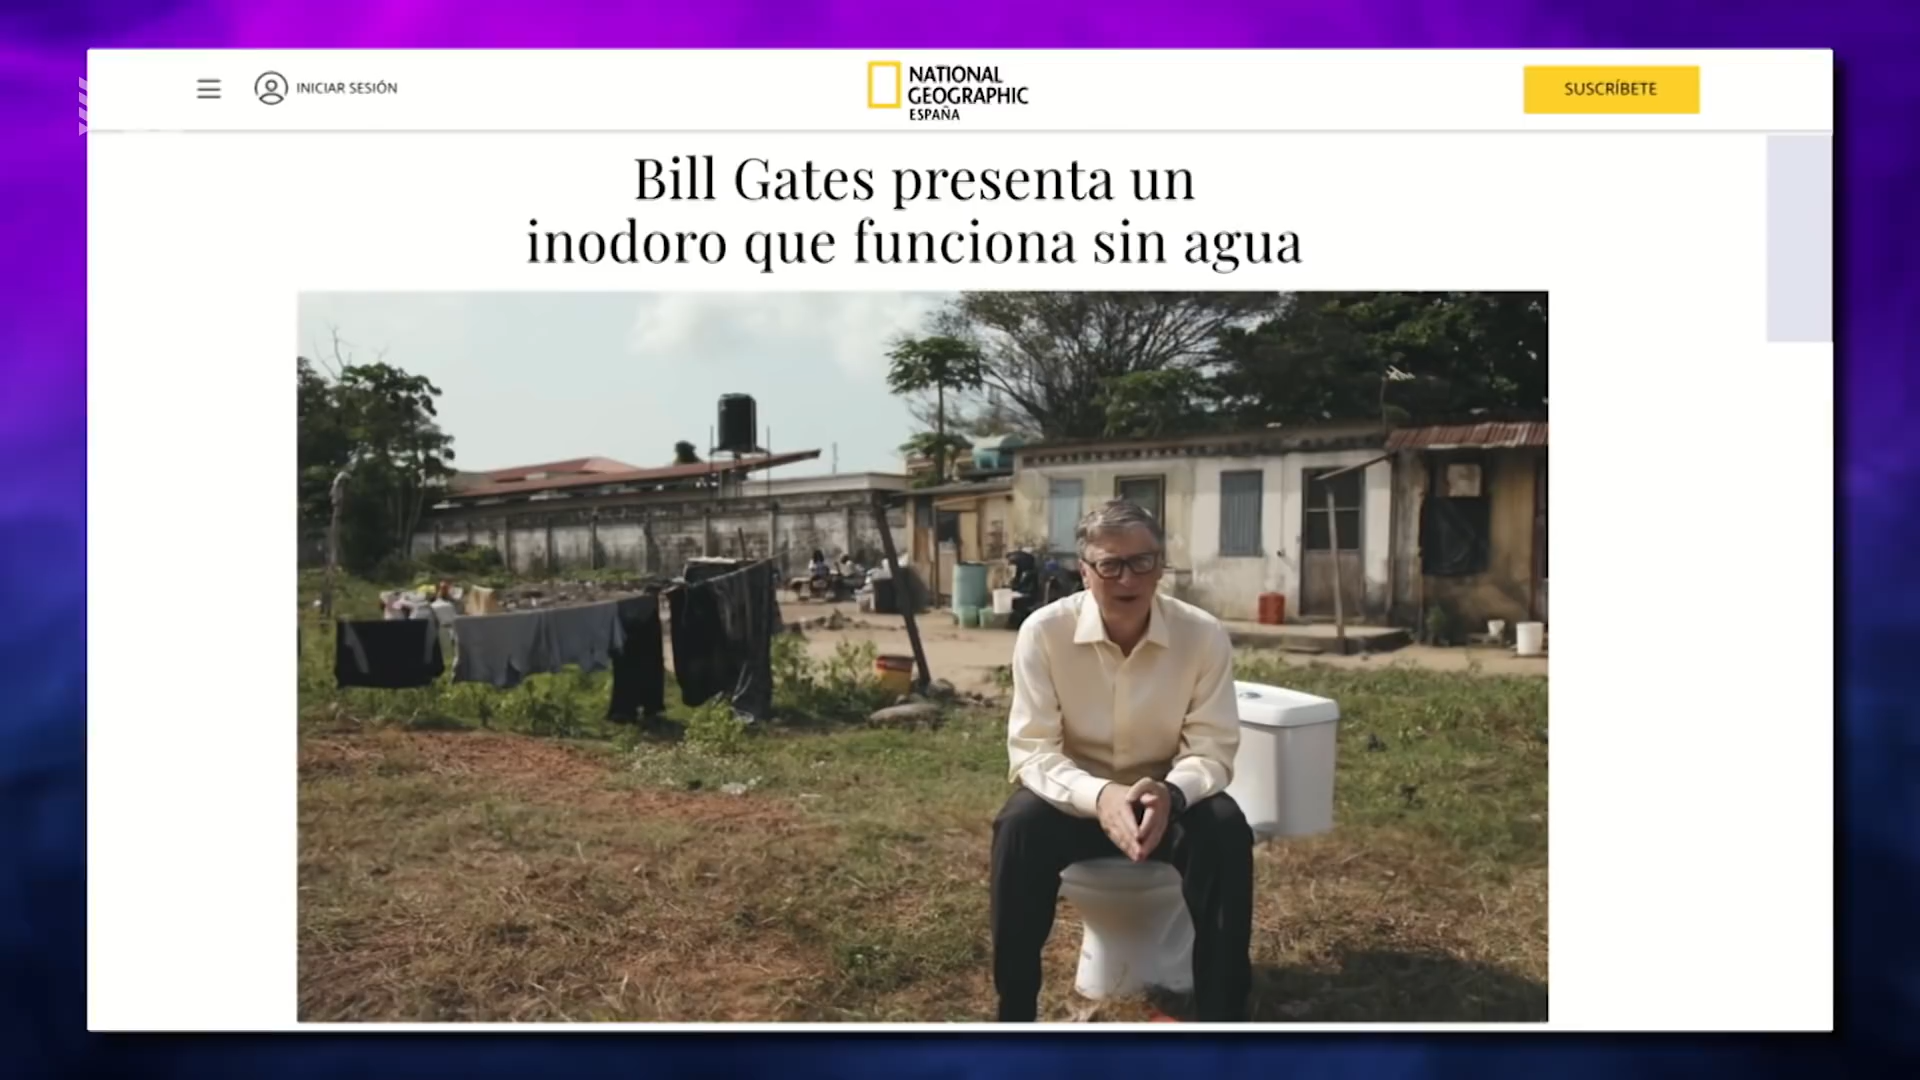 INICIAR SESIÓN
NATIONAL
GEOGRAPHIC
ESPAÑA
SUSCRÍBETE
Bill Gates presenta un
inodoro que funciona sin agua